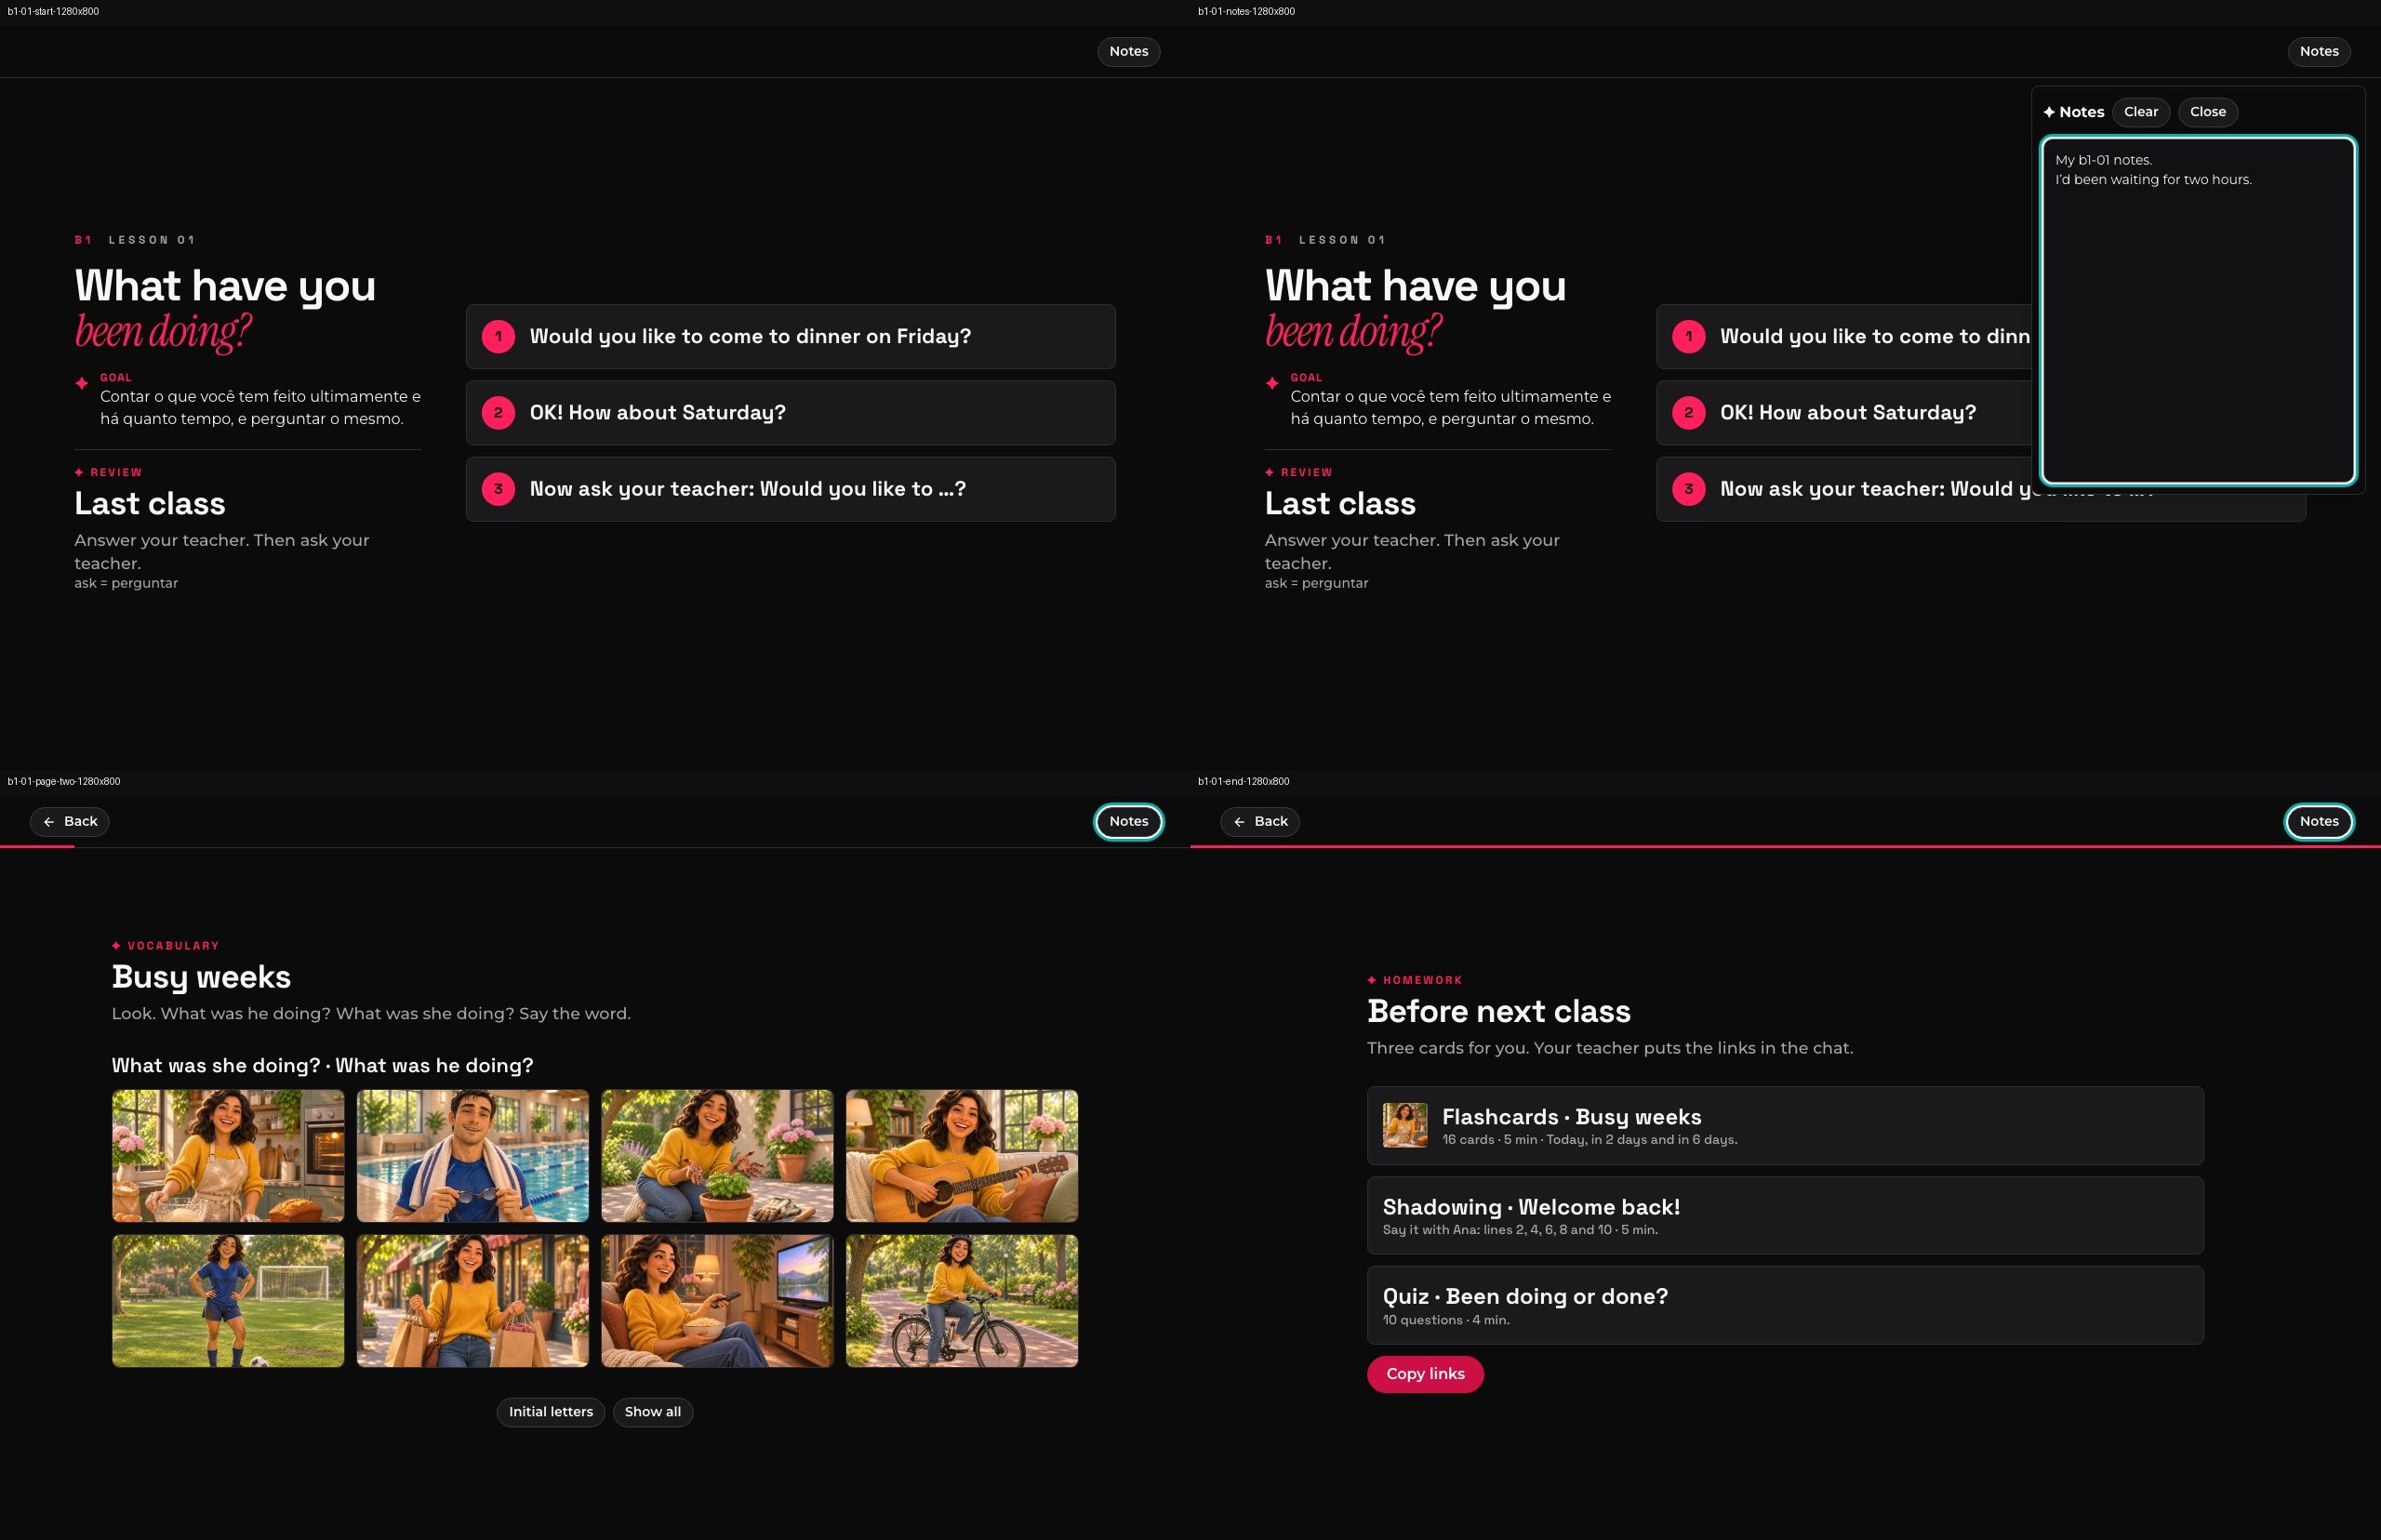 b1-01-start-1280x800
Notes
B1 LESSON 01
What have you
been doing?
GOAL
Contar o que você tem feito ultimamente e
há quanto tempo, e perguntar o mesmo.
REVIEW
Last class
Answer your teacher. Then ask your
teacher.
ask = perguntar
1 Would you like to come to dinner on Friday?
2 OK! How about Saturday?
3 Now ask your teacher: Would you like to ...?
b1-01-notes-1280x800
Notes
B1 LESSON 01
What have you
been doing?
GOAL
Contar o que você tem feito ultimamente e
há quanto tempo, e perguntar o mesmo.
REVIEW
Last class
Answer your teacher. Then ask your
teacher.
ask = perguntar
1 Would you like to come to dinn
2 OK! How about Saturday?
3 Now ask your teacher: Would
Notes Clear Close
My b1-01 notes.
I'd been waiting for two hours.
b1-01-page-two-1280x800
← Back
Notes
VOCABULARY
Busy weeks
Look. What was he doing? What was she doing? Say the word.
What was she doing? · What was he doing?
Initial letters
Show all
b1-01-end-1280x800
← Back
Notes
HOMEWORK
Before next class
Three cards for you. Your teacher puts the links in the chat.
Flashcards · Busy weeks
16 cards · 5 min · Today, in 2 days and in 6 days.
Shadowing · Welcome back!
Say it with Ana: lines 2, 4, 6, 8 and 10 · 5 min.
Quiz · Been doing or done?
10 questions · 4 min.
Copy links